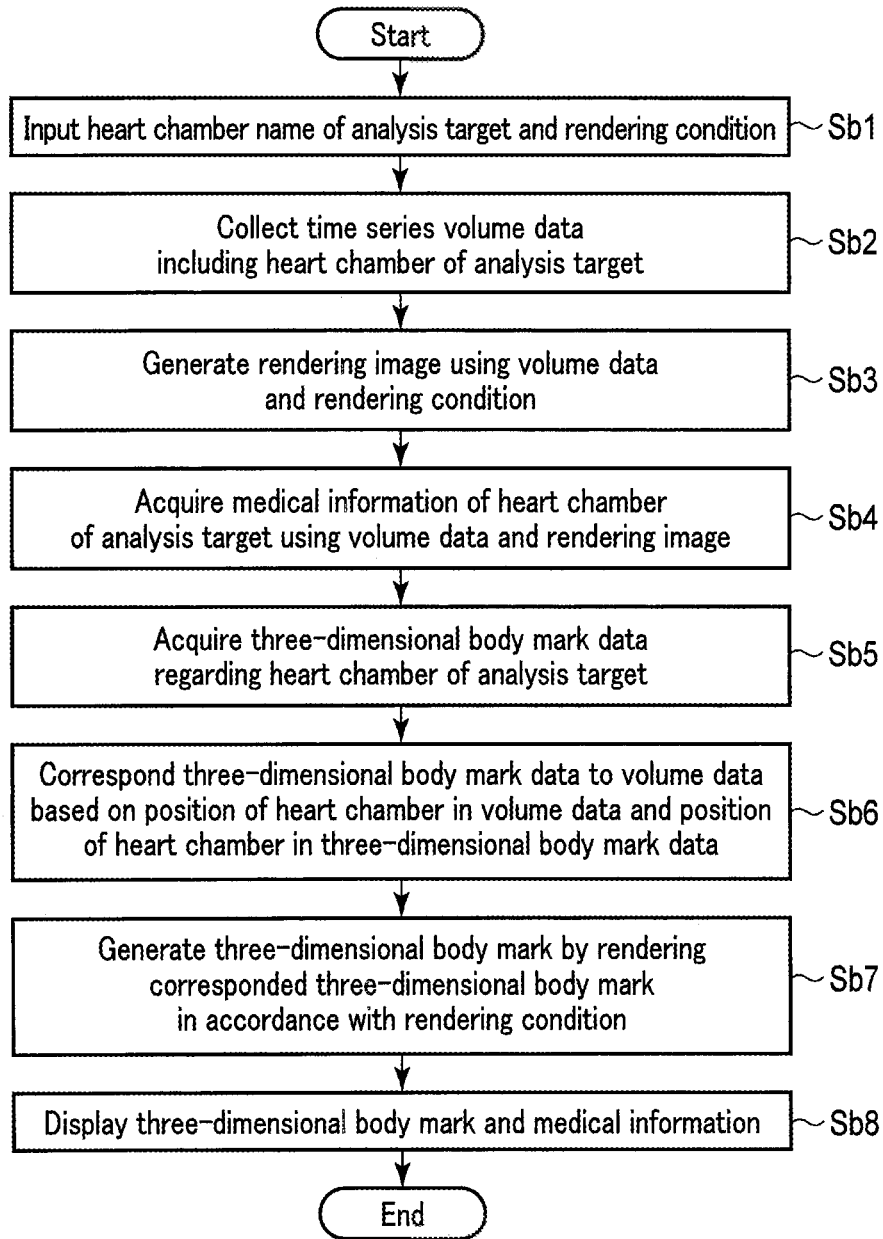 Start
Input heart chamber name of analysis target and rendering condition
Sb1
Collect time series volume data
including heart chamber of analysis target
Sb2
Generate rendering image using volume data
and rendering condition
Sb3
Acquire medical information of heart chamber
of analysis target using volume data and rendering image
Sb4
Acquire three-dimensional body mark data
regarding heart chamber of analysis target
Sb5
Correspond three-dimensional body mark data to volume data
based on position of heart chamber in volume data and position
of heart chamber in three-dimensional body mark data
Sb6
Generate three-dimensional body mark by rendering
corresponded three-dimensional body mark
in accordance with rendering condition
Sb7
Display three-dimensional body mark and medical information
Sb8
End